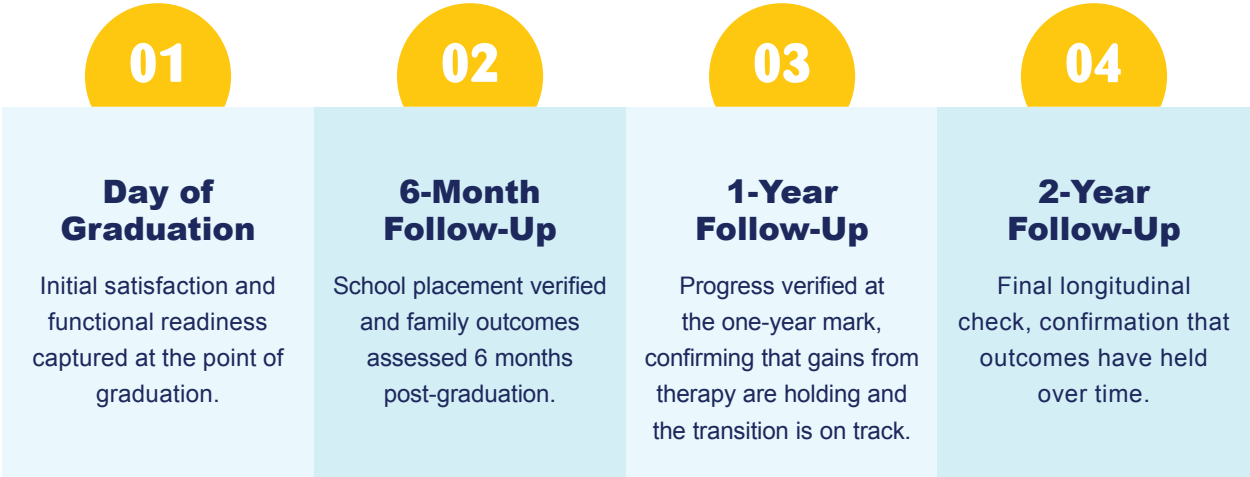 01
Day of
Graduation
Initial satisfaction and
functional readiness
captured at the point of
graduation.
02
6-Month
Follow-Up
School placement verified
and family outcomes
assessed 6 months
post-graduation.
03
1-Year
Follow-Up
Progress verified at
the one-year mark,
confirming that gains from
therapy are holding and
the transition is on track.
04
2-Year
Follow-Up
Final longitudinal
check, confirmation that
outcomes have held
over time.